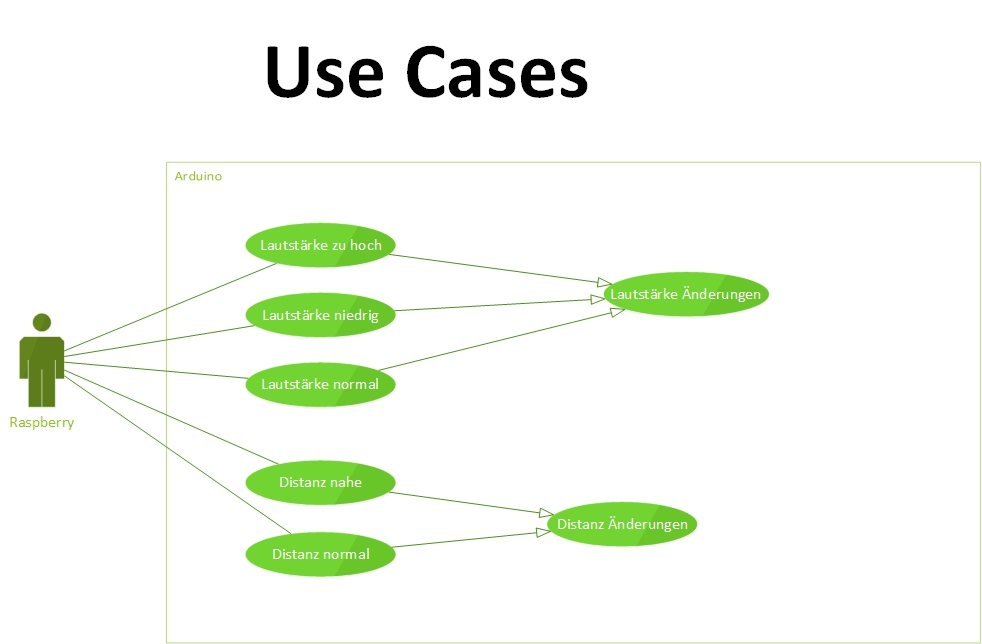 Use Cases
Arduino
Lautstärke zu hoch
Lautstärke Änderungen
Lautstärke niedrig
Lautstärke normal
Raspberry
Distanz nahe
Distanz Änderungen
Distanz normal